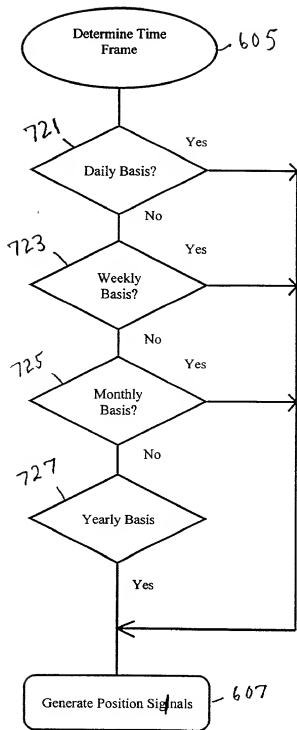 Determine Time
Frame
605
721
Yes
Daily Basis?
No
723
Yes
Weekly
Basis?
No
725
Yes
Monthly
Basis?
No
727
Yearly Basis
Yes
Generate Position Signals
607